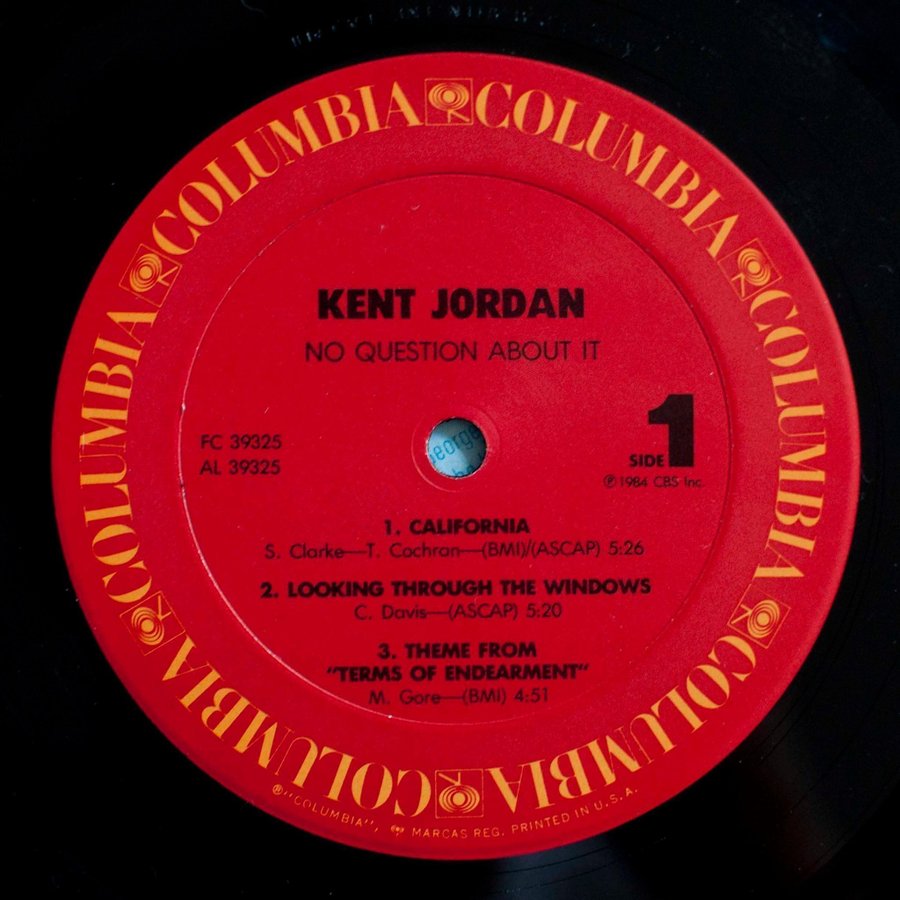 COLUMBIA COLUMBIA COLUMBIA COLUMBIA COLUMBIA COLUMBIA
KENT JORDAN
NO QUESTION ABOUT IT
FC 39325
AL 39325
1
SIDE
℗1984 CBS Inc.
eorge
1. CALIFORNIA
S. Clarke—T. Cochran—(BMI)/(ASCAP) 5:26
2. LOOKING THROUGH THE WINDOWS
C. Davis—(ASCAP) 5:20
3. THEME FROM
"TERMS OF ENDEARMENT"
M. Gore—(BMI) 4:51
®"COLUMBIA", MARCAS REG. PRINTED IN U.S.A.